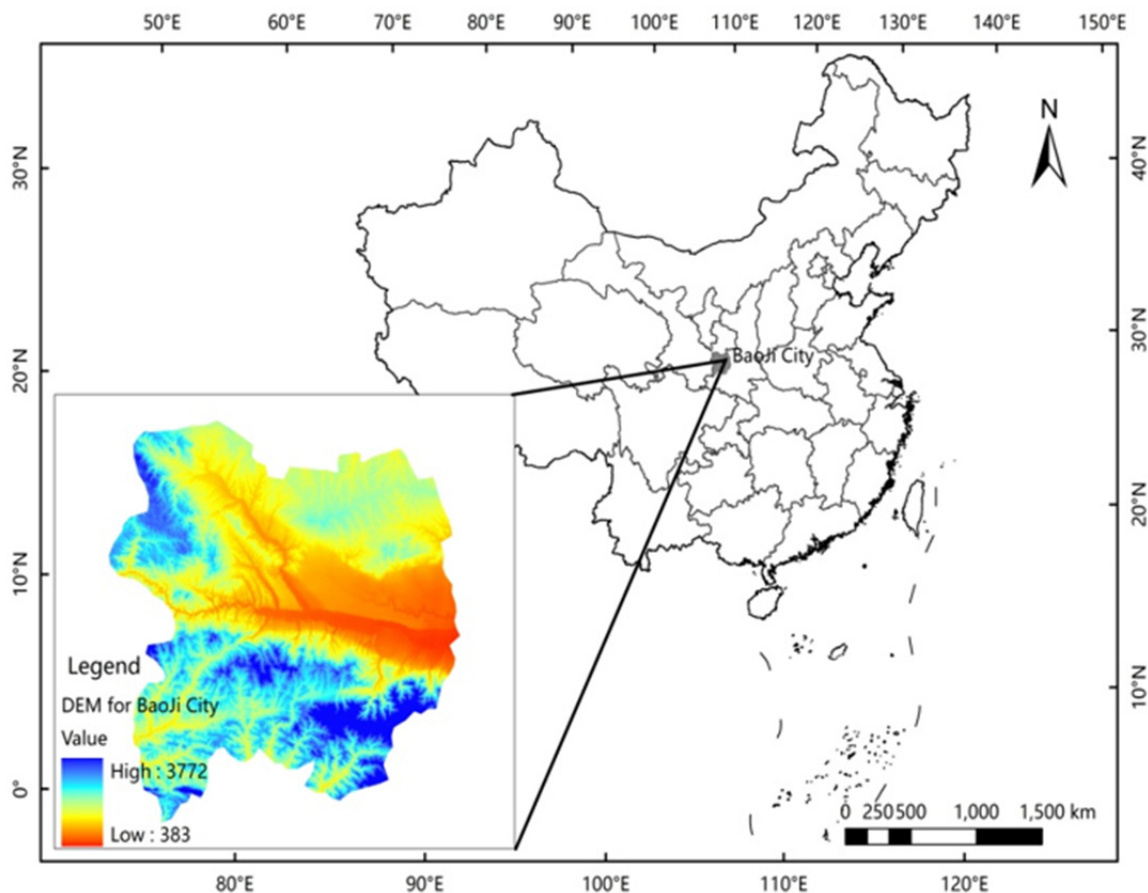 50°E 60°E 70°E 80°E 90°E 100°E 110°E 120°E 130°E 140°E 150°E
N
30°N
40°N
30°N
BaoJi City
20°N
20°N
10°N
Legend
DEM for BaoJi City
10°N
Value
High : 3772
0°
Low : 383
0 250 500 1,000 1,500 km
80°E 90°E 100°E 110°E 120°E